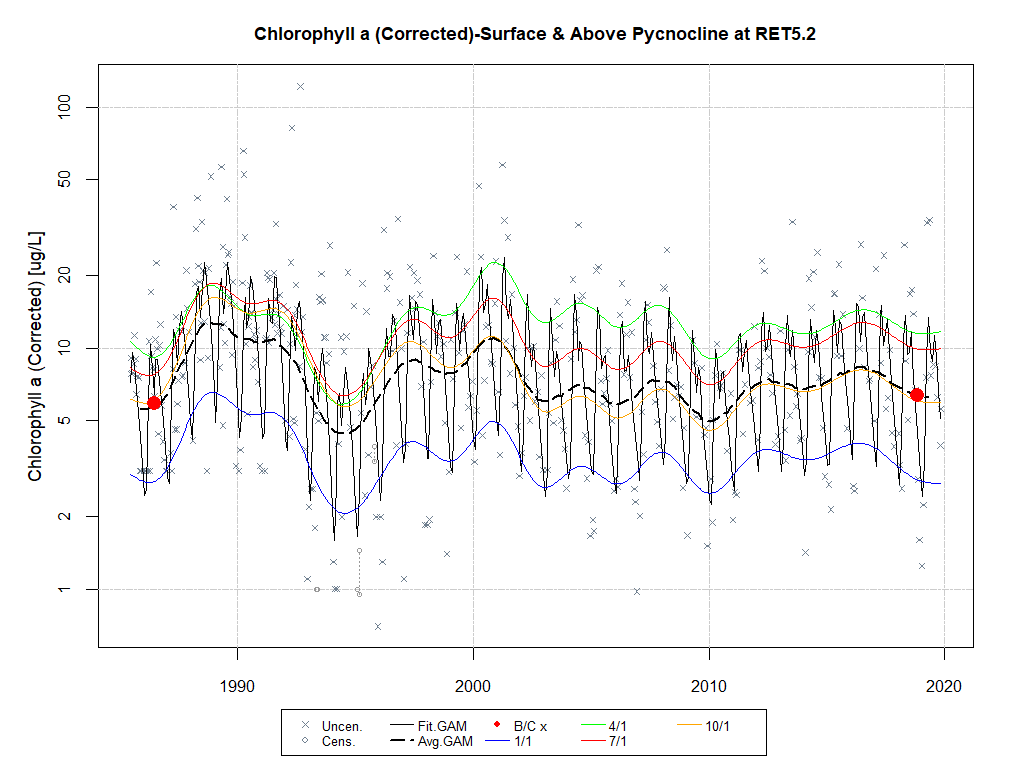 Chlorophyll a (Corrected)-Surface & Above Pycnocline at RET5.2
Chlorophyll a (Corrected) [ug/L]
100
50
20
10
5
2
1
1990 2000 2010 2020
Uncen. Fit.GAM B/C x 4/1 10/1
Cens. Avg.GAM 1/1 7/1